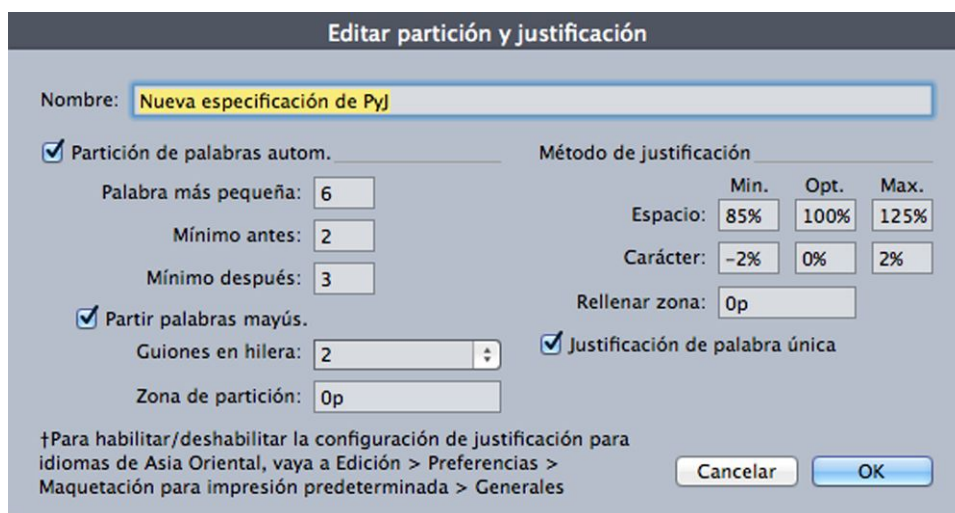 Editar partición y justificación
Nombre: Nueva especificación de PyJ
Partición de palabras autom.
Palabra más pequeña: 6
Mínimo antes: 2
Mínimo después: 3
Partir palabras mayús.
Guiones en hilera: 2
Zona de partición: 0p
Método de justificación
Min. Opt. Max.
Espacio: 85% 100% 125%
Carácter: -2% 0% 2%
Rellenar zona: 0p
Justificación de palabra única
†Para habilitar/deshabilitar la configuración de justificación para
idiomas de Asia Oriental, vaya a Edición > Preferencias >
Maquetación para impresión predeterminada > Generales
Cancelar OK